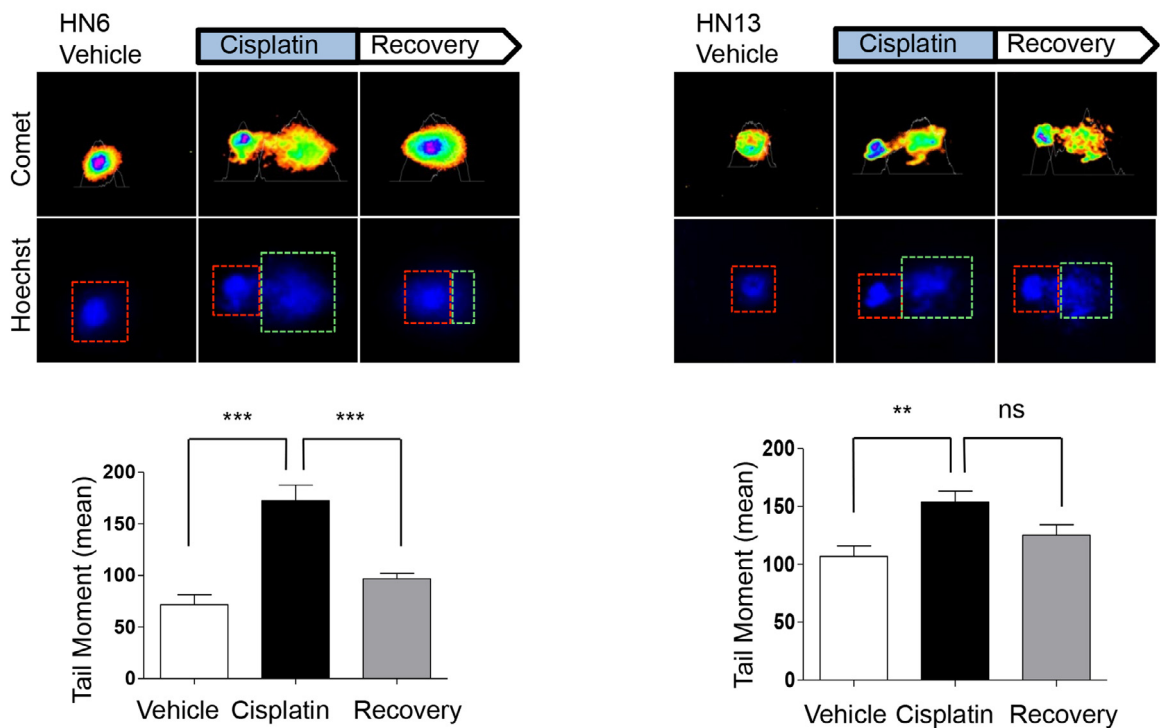 HN6
Vehicle
Cisplatin
Recovery
Comet
Hoechst
***
***
Tail Moment (mean)
200
150
100
50
0
Vehicle
Cisplatin
Recovery
HN13
Vehicle
Cisplatin
Recovery
**
ns
Tail Moment (mean)
200
150
100
50
0
Vehicle
Cisplatin
Recovery